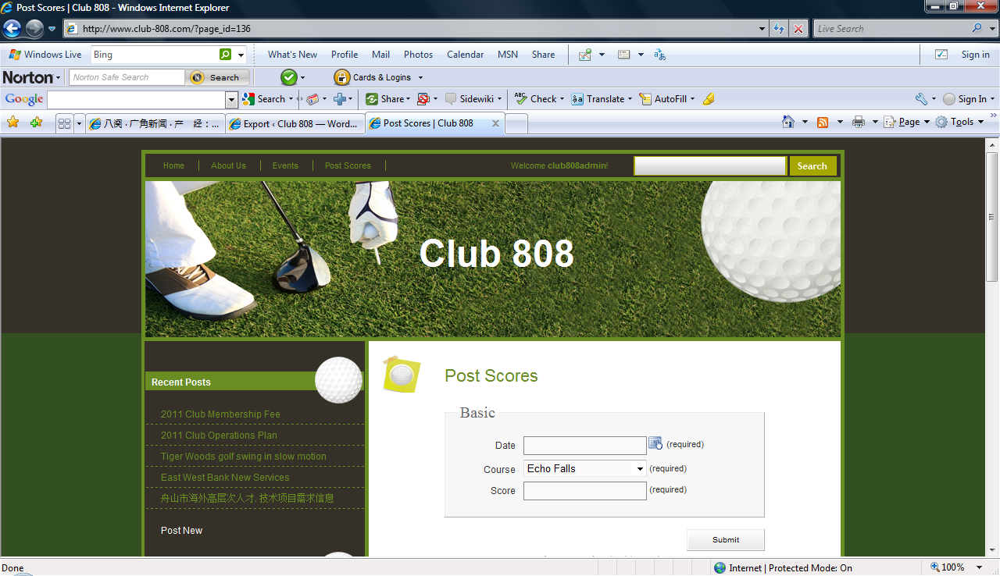 Post Scores | Club 808 - Windows Internet Explorer
http://www.club-808.com/?page_id=136
Live Search
Windows Live Bing What's New Profile Mail Photos Calendar MSN Share Sign in
Norton Norton Safe Search Search Cards & Logins
Google Search Share Sidewiki Check Translate AutoFill Sign In
八闽 · 广角新闻 · 产 经：... Export ‹ Club 808 — Word... Post Scores | Club 808 Page Tools
Home About Us Events Post Scores Welcome club808admin! Search
Club 808
Recent Posts
2011 Club Membership Fee
2011 Club Operations Plan
Tiger Woods golf swing in slow motion
East West Bank New Services
舟山市海外高层次人才, 技术项目需求信息
Post New
Post Scores
Basic
Date (required)
Course Echo Falls (required)
Score (required)
Submit
Done Internet | Protected Mode: On 100%